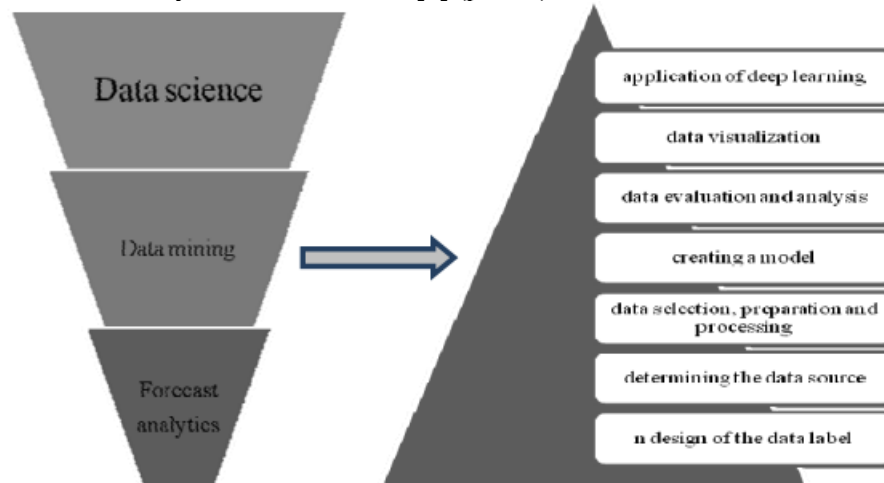 Data science
Data mining
Forecast
analytics
application of deep learning,
data visualization
data evaluation and analysis
creating a model
data selection, preparation and
processing
determining the data source
n design of the data label